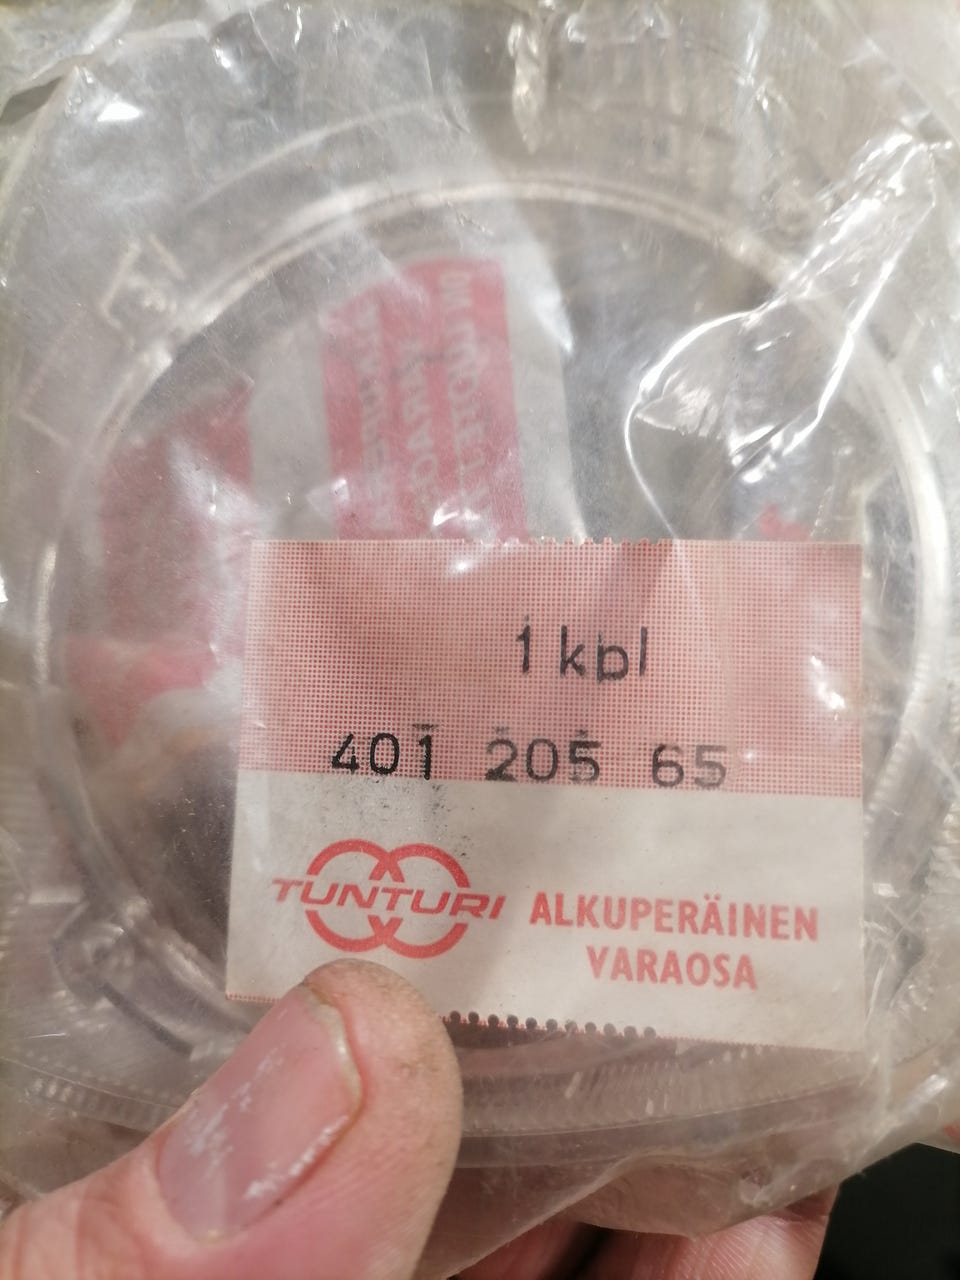 1 kpl
401 205 65
TUNTURI ALKUPERÄINEN
VARAOSA